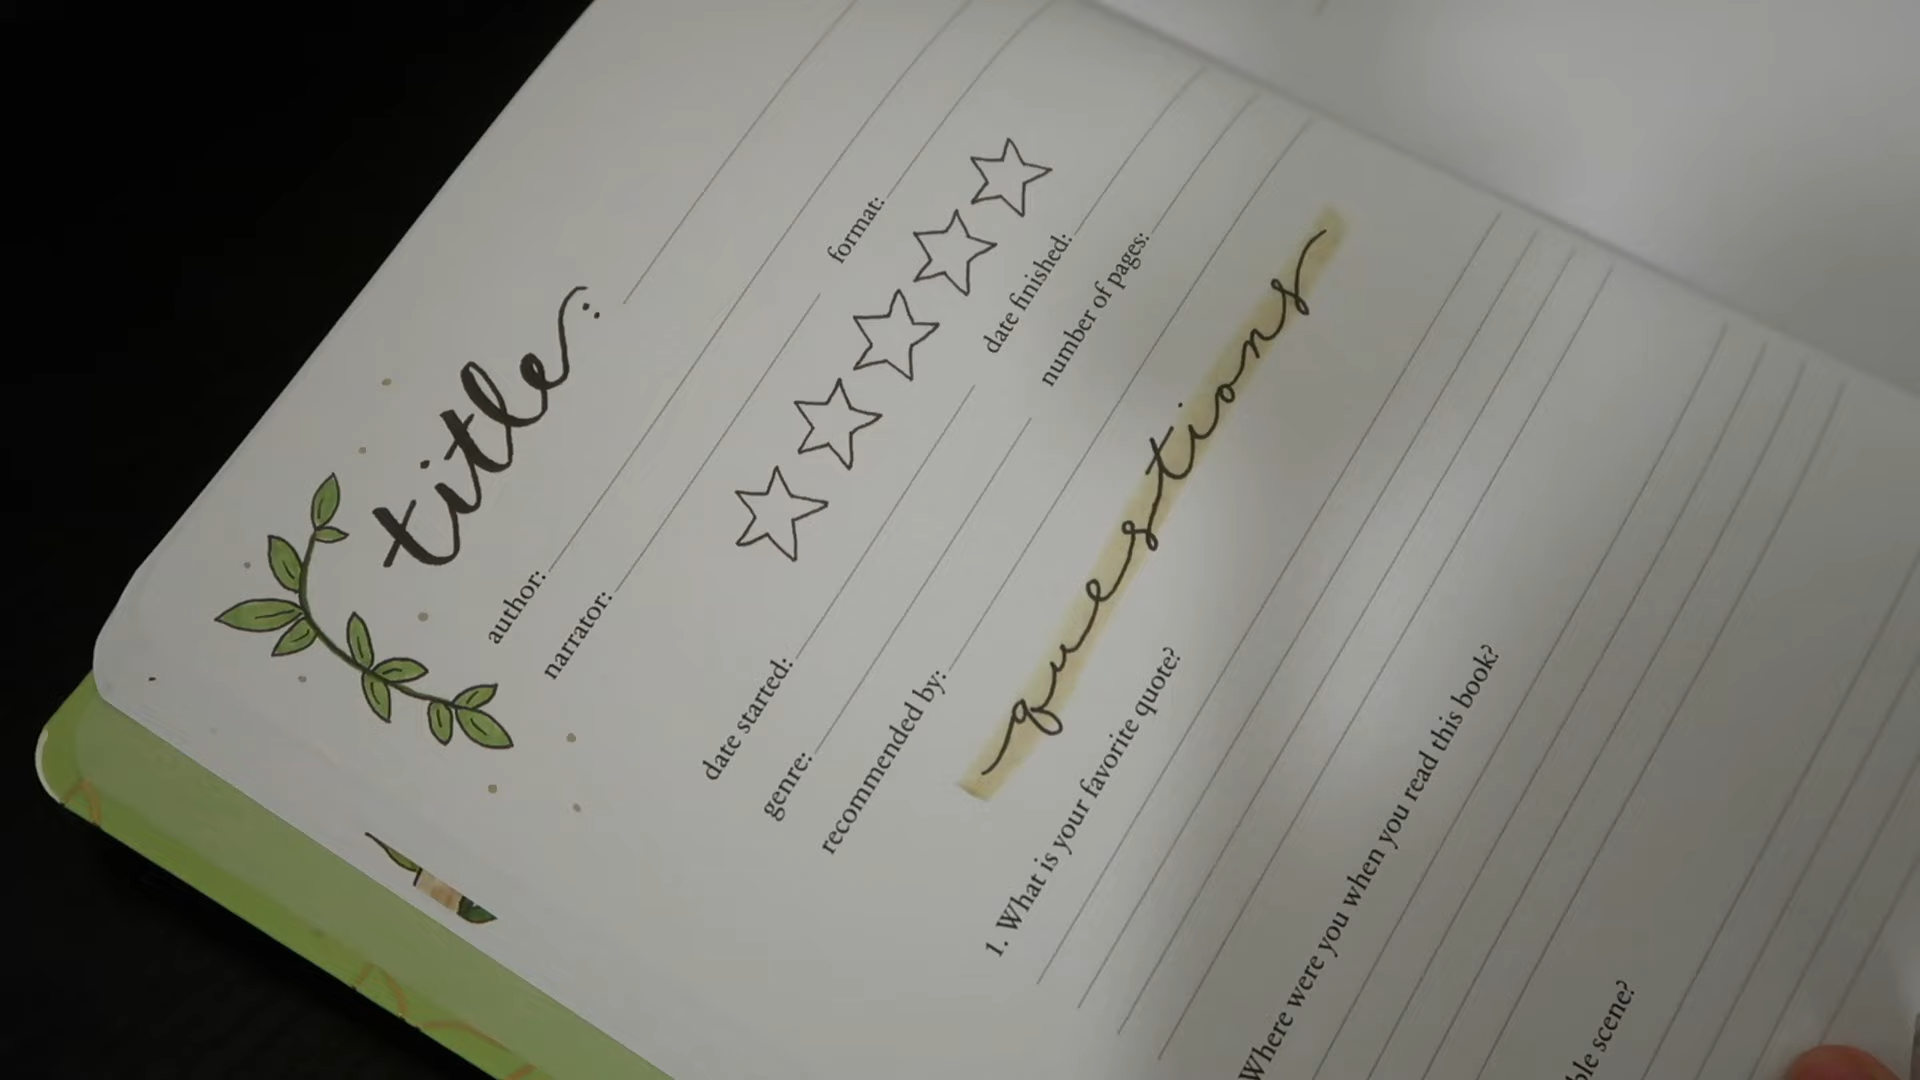 title:
author:
narrator: format:
date started: date finished:
genre: number of pages:
recommended by:
questions
1. What is your favorite quote?
Where were you when you read this book?
scene?